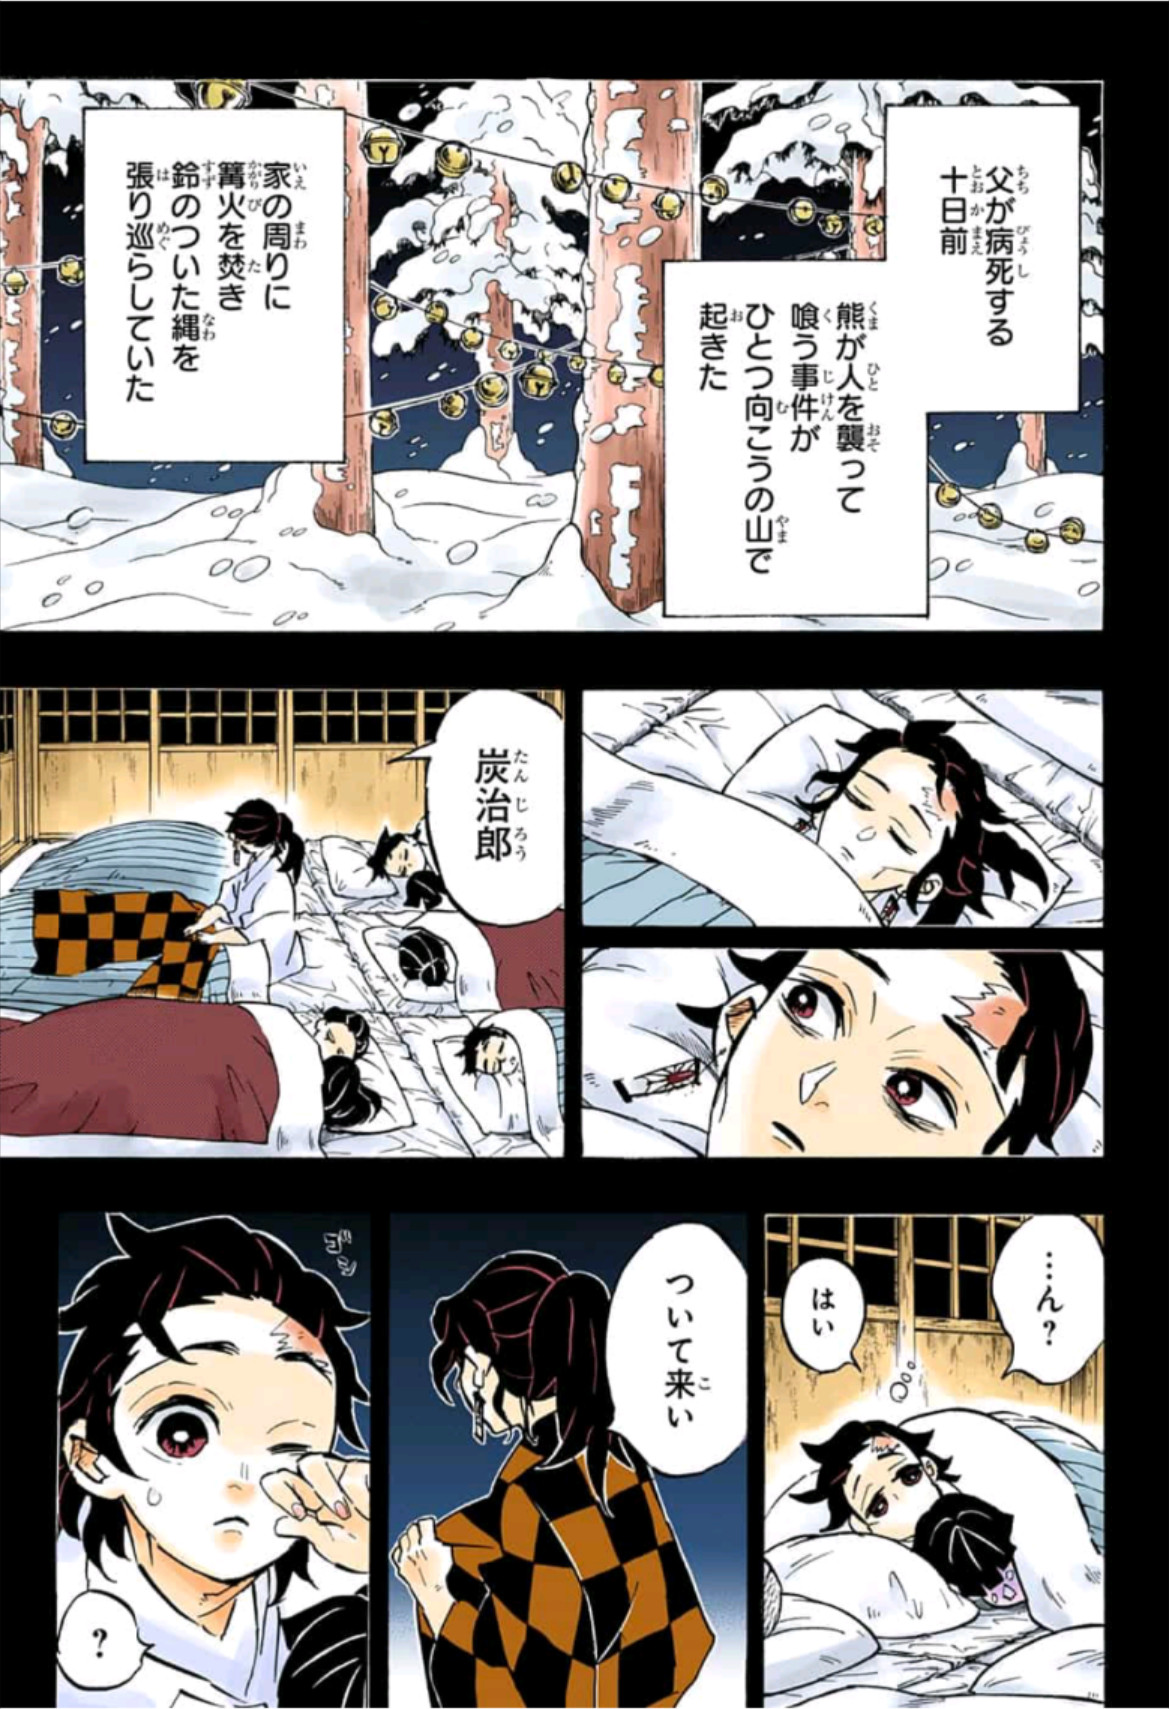 父が病死する
十日前
熊が人を襲って
喰う事件が
ひとつ向こうの山で
起きた
家の周りに
篝火を焚き
鈴のついた縄を
張り巡らしていた
炭治郎
…ん?
はい
ついて来い
ゴシ
?